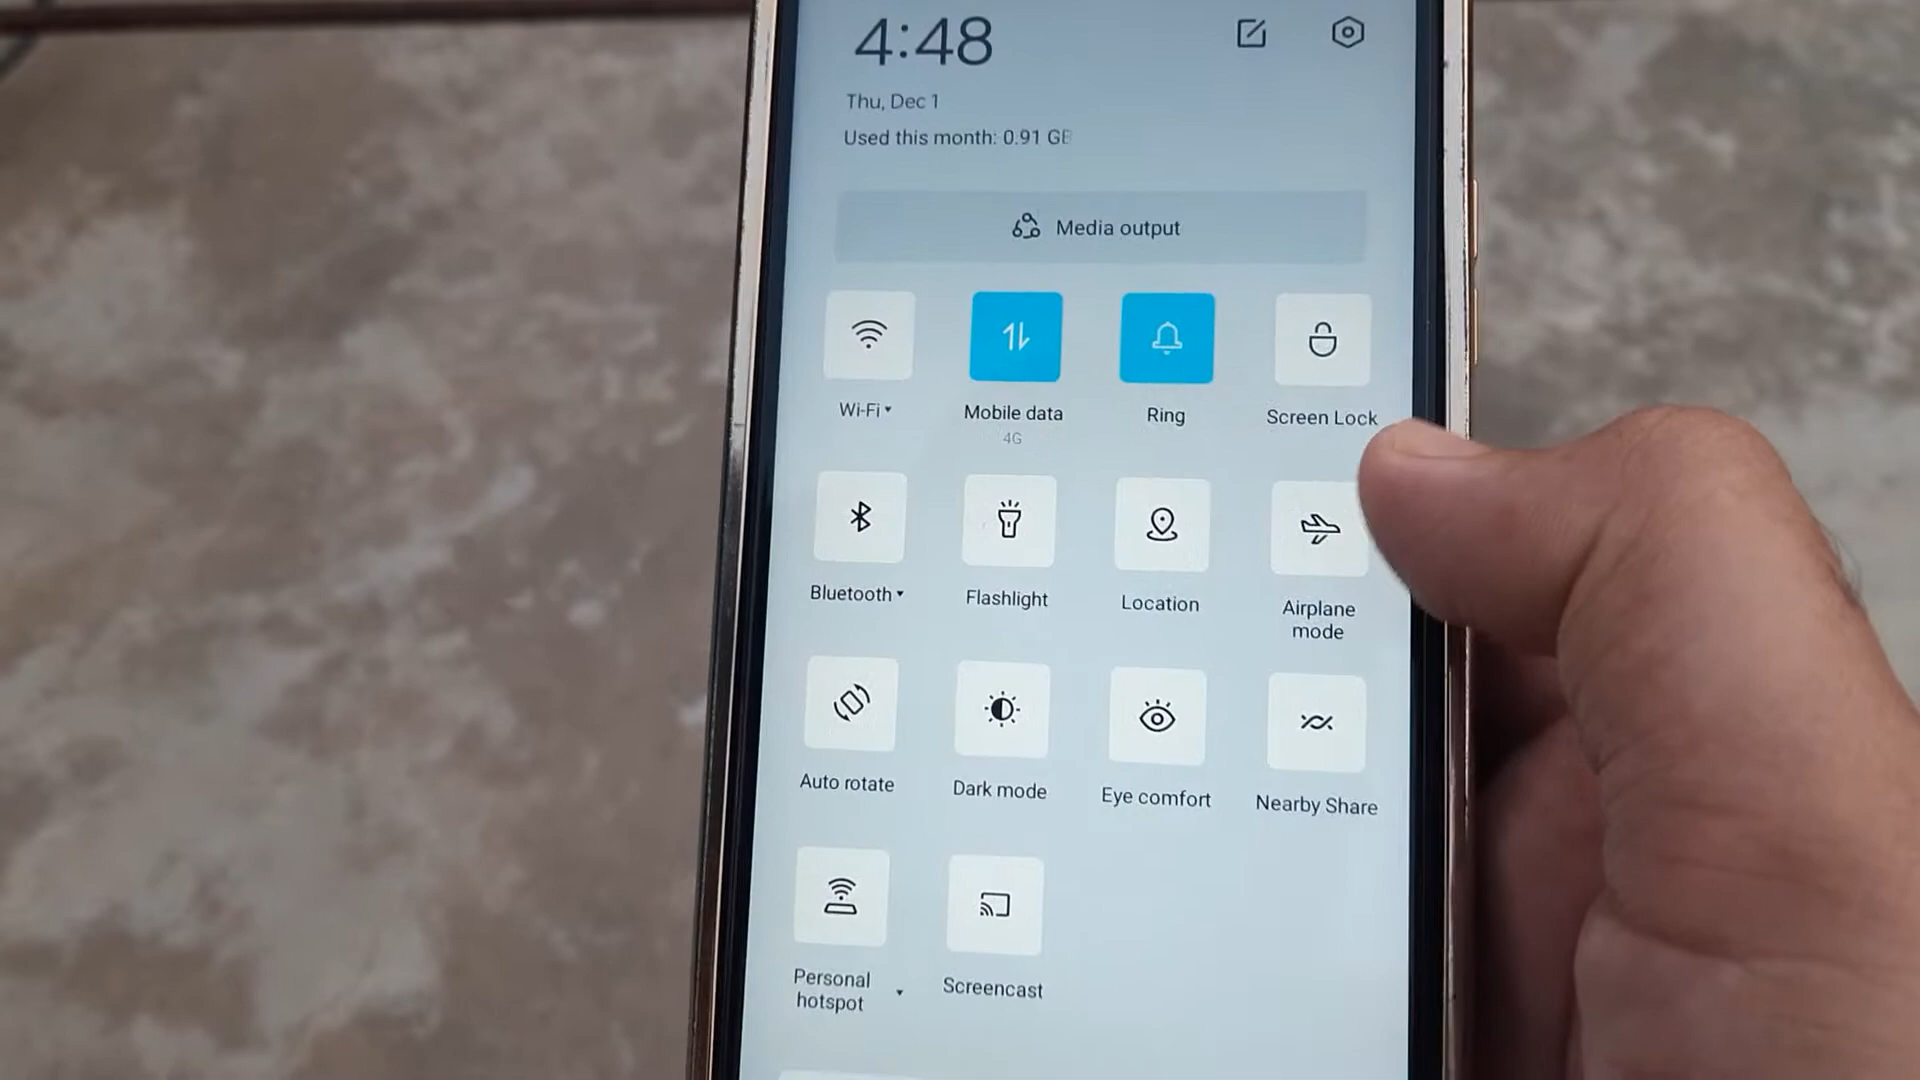 4:48
Thu, Dec 1
Used this month: 0.91 GB
Media output
Wi-Fi
Mobile data
4G
Ring
Screen Lock
Bluetooth
Flashlight
Location
Airplane
mode
Auto rotate
Dark mode
Eye comfort
Nearby Share
Personal
hotspot
Screencast